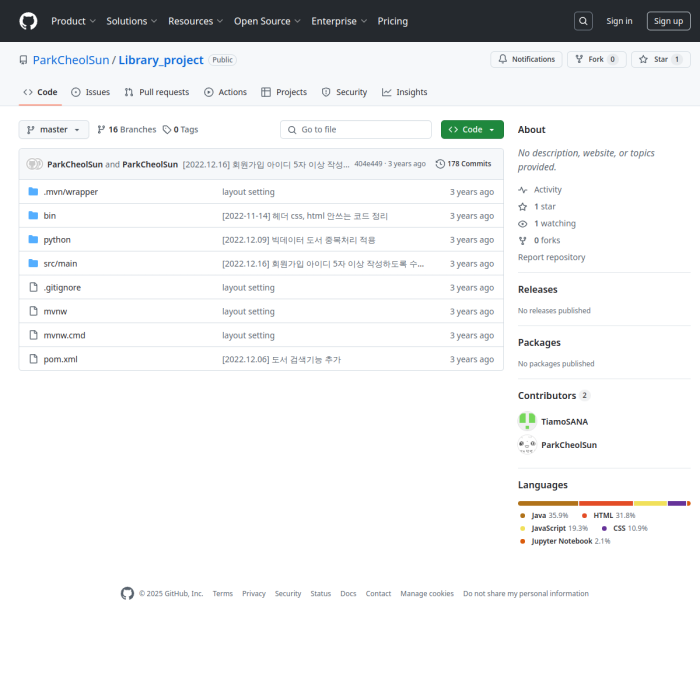 Product Solutions Resources Open Source Enterprise Pricing Sign in Sign up
ParkCheolSun / Library_project Public Notifications Fork 0 Star 1
Code Issues Pull requests Actions Projects Security Insights
master 16 Branches 0 Tags Go to file Code
ParkCheolSun and ParkCheolSun [2022.12.16] 회원가입 아이디 5자 이상 작성... 404e449 · 3 years ago 178 Commits
.mvn/wrapper layout setting 3 years ago
bin [2022-11-14] 헤더 css, html 안쓰는 코드 정리 3 years ago
python [2022.12.09] 빅데이터 도서 중복처리 적용 3 years ago
src/main [2022.12.16] 회원가입 아이디 5자 이상 작성하도록 수... 3 years ago
.gitignore layout setting 3 years ago
mvnw layout setting 3 years ago
mvnw.cmd layout setting 3 years ago
pom.xml [2022.12.06] 도서 검색기능 추가 3 years ago
About
No description, website, or topics
provided.
Activity
1 star
1 watching
0 forks
Report repository
Releases
No releases published
Packages
No packages published
Contributors 2
TiamoSANA
ParkCheolSun
Languages
Java 35.9% HTML 31.8%
JavaScript 19.3% CSS 10.9%
Jupyter Notebook 2.1%
© 2025 GitHub, Inc. Terms Privacy Security Status Docs Contact Manage cookies Do not share my personal information